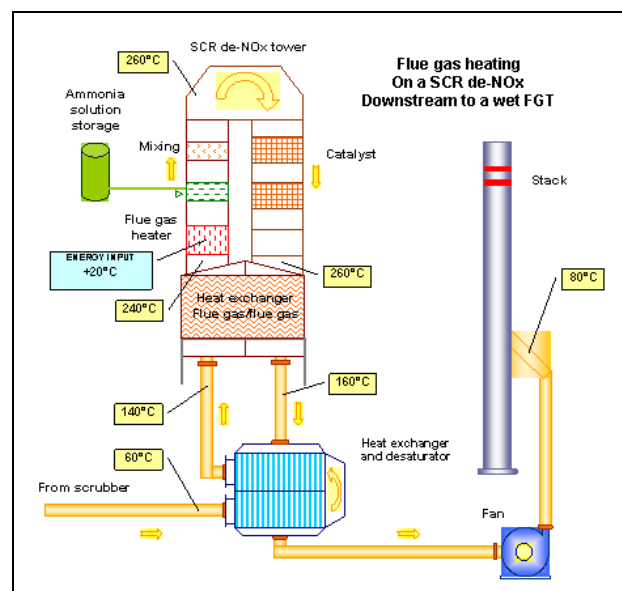 SCR de-NOx tower
260°C
Flue gas heating
On a SCR de-NOx
Downstream to a wet FGT
Ammonia
solution
storage
Mixing
Catalyst
Stack
Flue gas
heater
ENERGY INPUT
+20°C
260°C
80°C
240°C
Heat exchanger
Flue gas/flue gas
140°C
160°C
60°C
Heat exchanger
and desaturator
From scrubber
Fan